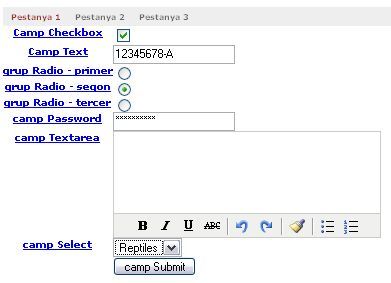 Pestanya 1 Pestanya 2 Pestanya 3
Camp Checkbox
Camp Text 12345678-A
grup Radio - primer
grup Radio - segon
grup Radio - tercer
camp Password **********
camp Textarea
B I U ABC
camp Select Reptiles
camp Submit